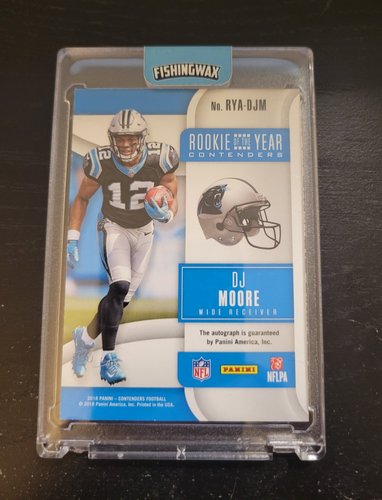 FISHINGWAX
No. RYA-DJM
ROOKIE OF THE YEAR
CONTENDERS
12
DJ
MOORE
WIDE RECEIVER
The autograph is guaranteed
by Panini America, Inc.
NFL
PANINI
NFLPA
2018 PANINI – CONTENDERS FOOTBALL
Panini America, Inc. Printed in the USA.